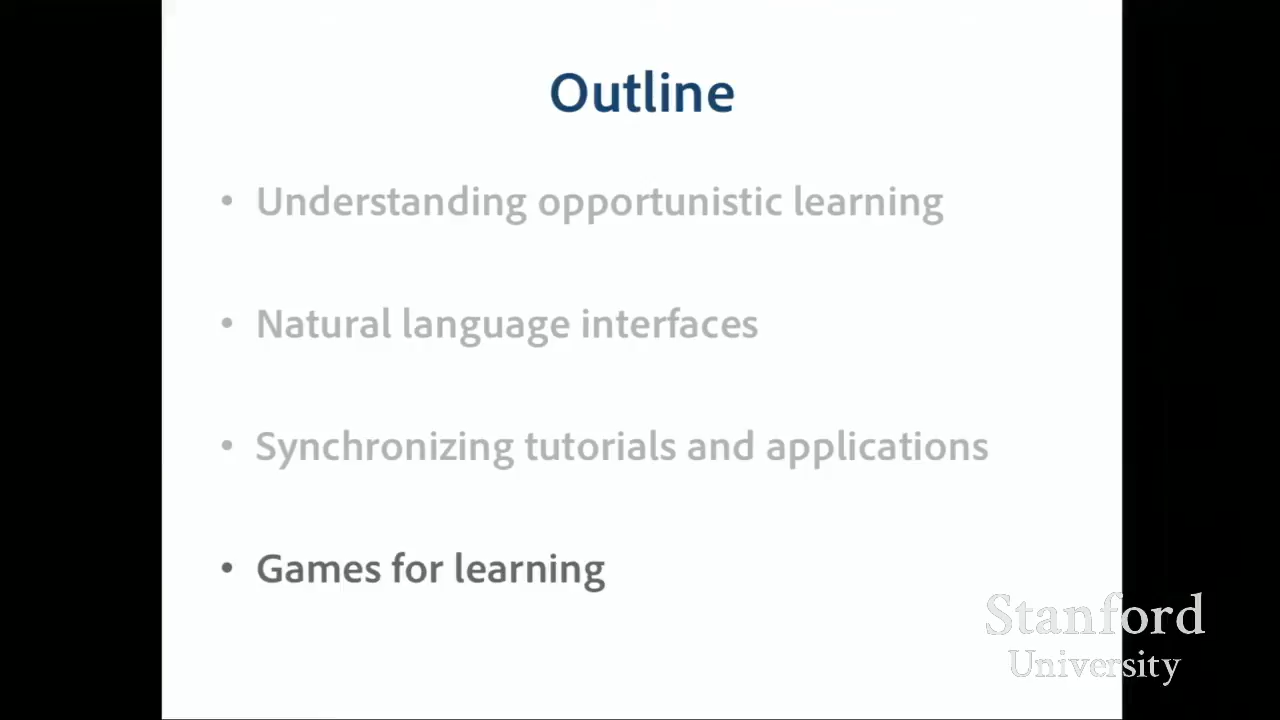 Outline
• Understanding opportunistic learning
• Natural language interfaces
• Synchronizing tutorials and applications
• Games for learning
Stanford
University